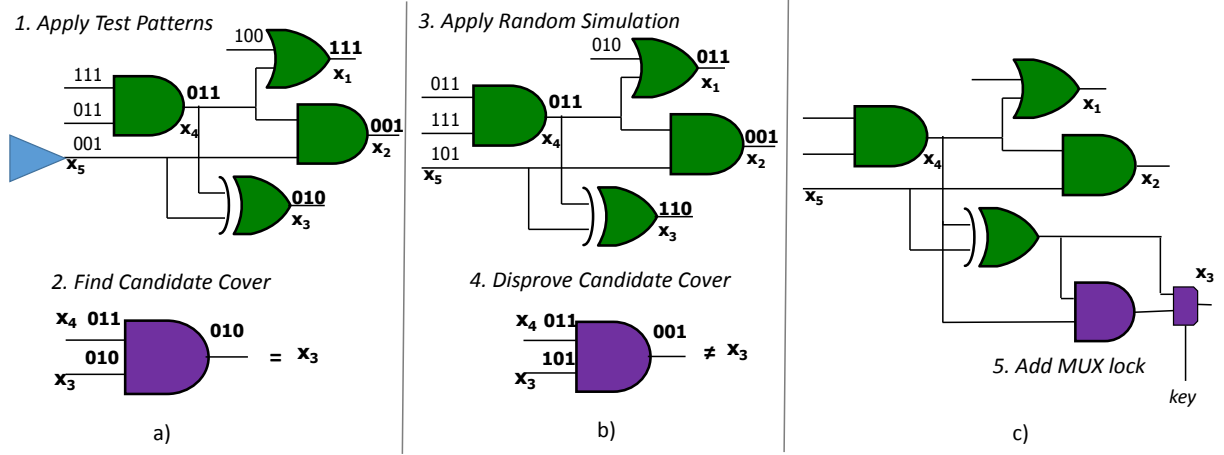 1. Apply Test Patterns
100
111
x1
111
011
011
x4
001
x2
001
x5
010
x3
2. Find Candidate Cover
x4 011
010
010
x3
= x3
a)
3. Apply Random Simulation
010
011
x1
011
011
111
x4
001
x2
101
x5
110
x3
4. Disprove Candidate Cover
x4 011
001
101
x3
≠ x3
b)
x1
x4
x2
x5
x3
5. Add MUX lock
key
c)